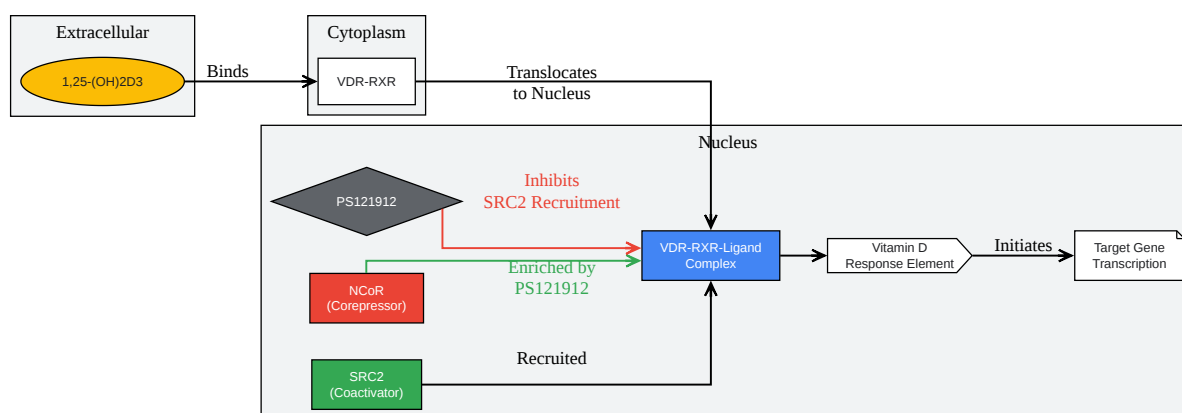 Extracellular
1,25-(OH)2D3
Binds
Cytoplasm
VDR-RXR
Translocates
to Nucleus
Nucleus
PS121912
Inhibits
SRC2 Recruitment
VDR-RXR-Ligand
Complex
Vitamin D
Response Element
Initiates
Target Gene
Transcription
NCoR
(Corepressor)
Enriched by
PS121912
SRC2
(Coactivator)
Recruited